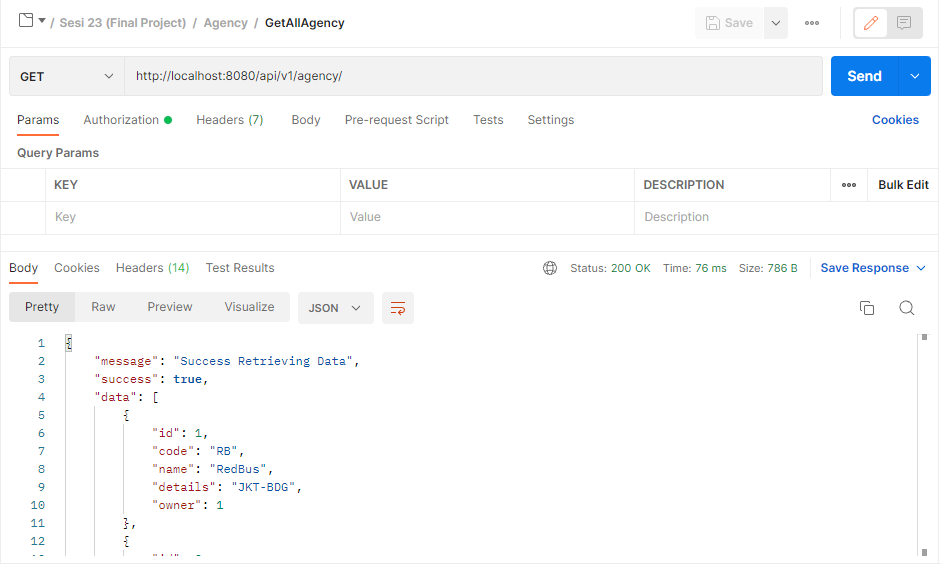 / Sesi 23 (Final Project) / Agency / GetAllAgency
Save
GET http://localhost:8080/api/v1/agency/ Send
Params Authorization Headers (7) Body Pre-request Script Tests Settings Cookies
Query Params
KEY VALUE DESCRIPTION Bulk Edit
Key Value Description
Body Cookies Headers (14) Test Results Status: 200 OK Time: 76 ms Size: 786 B Save Response
Pretty Raw Preview Visualize JSON
1 {
2 "message": "Success Retrieving Data",
3 "success": true,
4 "data": [
5 {
6 "id": 1,
7 "code": "RB",
8 "name": "RedBus",
9 "details": "JKT-BDG",
10 "owner": 1
11 },
12 {